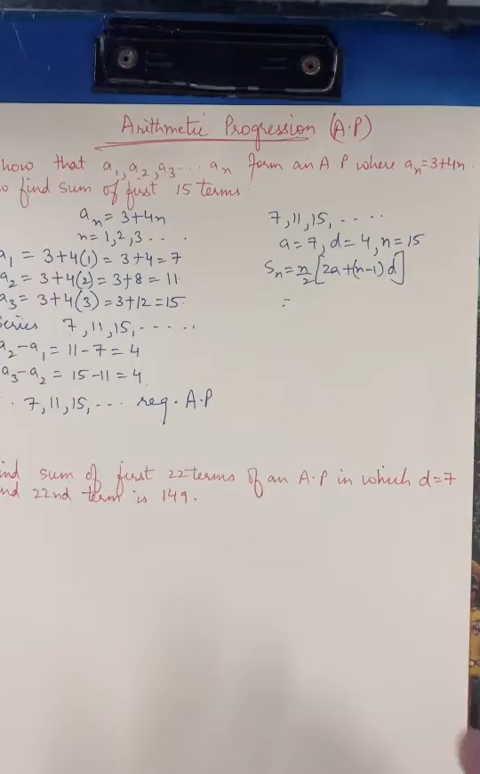 Arithmetic Progression (A.P)
how that a₁, a₂, a₃ ... aₙ form an A P where aₙ = 3+4n.
so find sum of first 15 terms.
aₙ = 3+4n
n = 1, 2, 3 ...
a₁ = 3+4(1) = 3+4 = 7
a₂ = 3+4(2) = 3+8 = 11
a₃ = 3+4(3) = 3+12 = 15
series 7, 11, 15, ......
a₂ - a₁ = 11 - 7 = 4
a₃ - a₂ = 15 - 11 = 4
7, 11, 15, ... req. A.P
7, 11, 15, .....
a = 7, d = 4, n = 15
Sₙ = n/2 [2a + (n-1) d]
=
ind sum of first 22 terms of an A.P in which d = 7
nd 22nd term is 149.